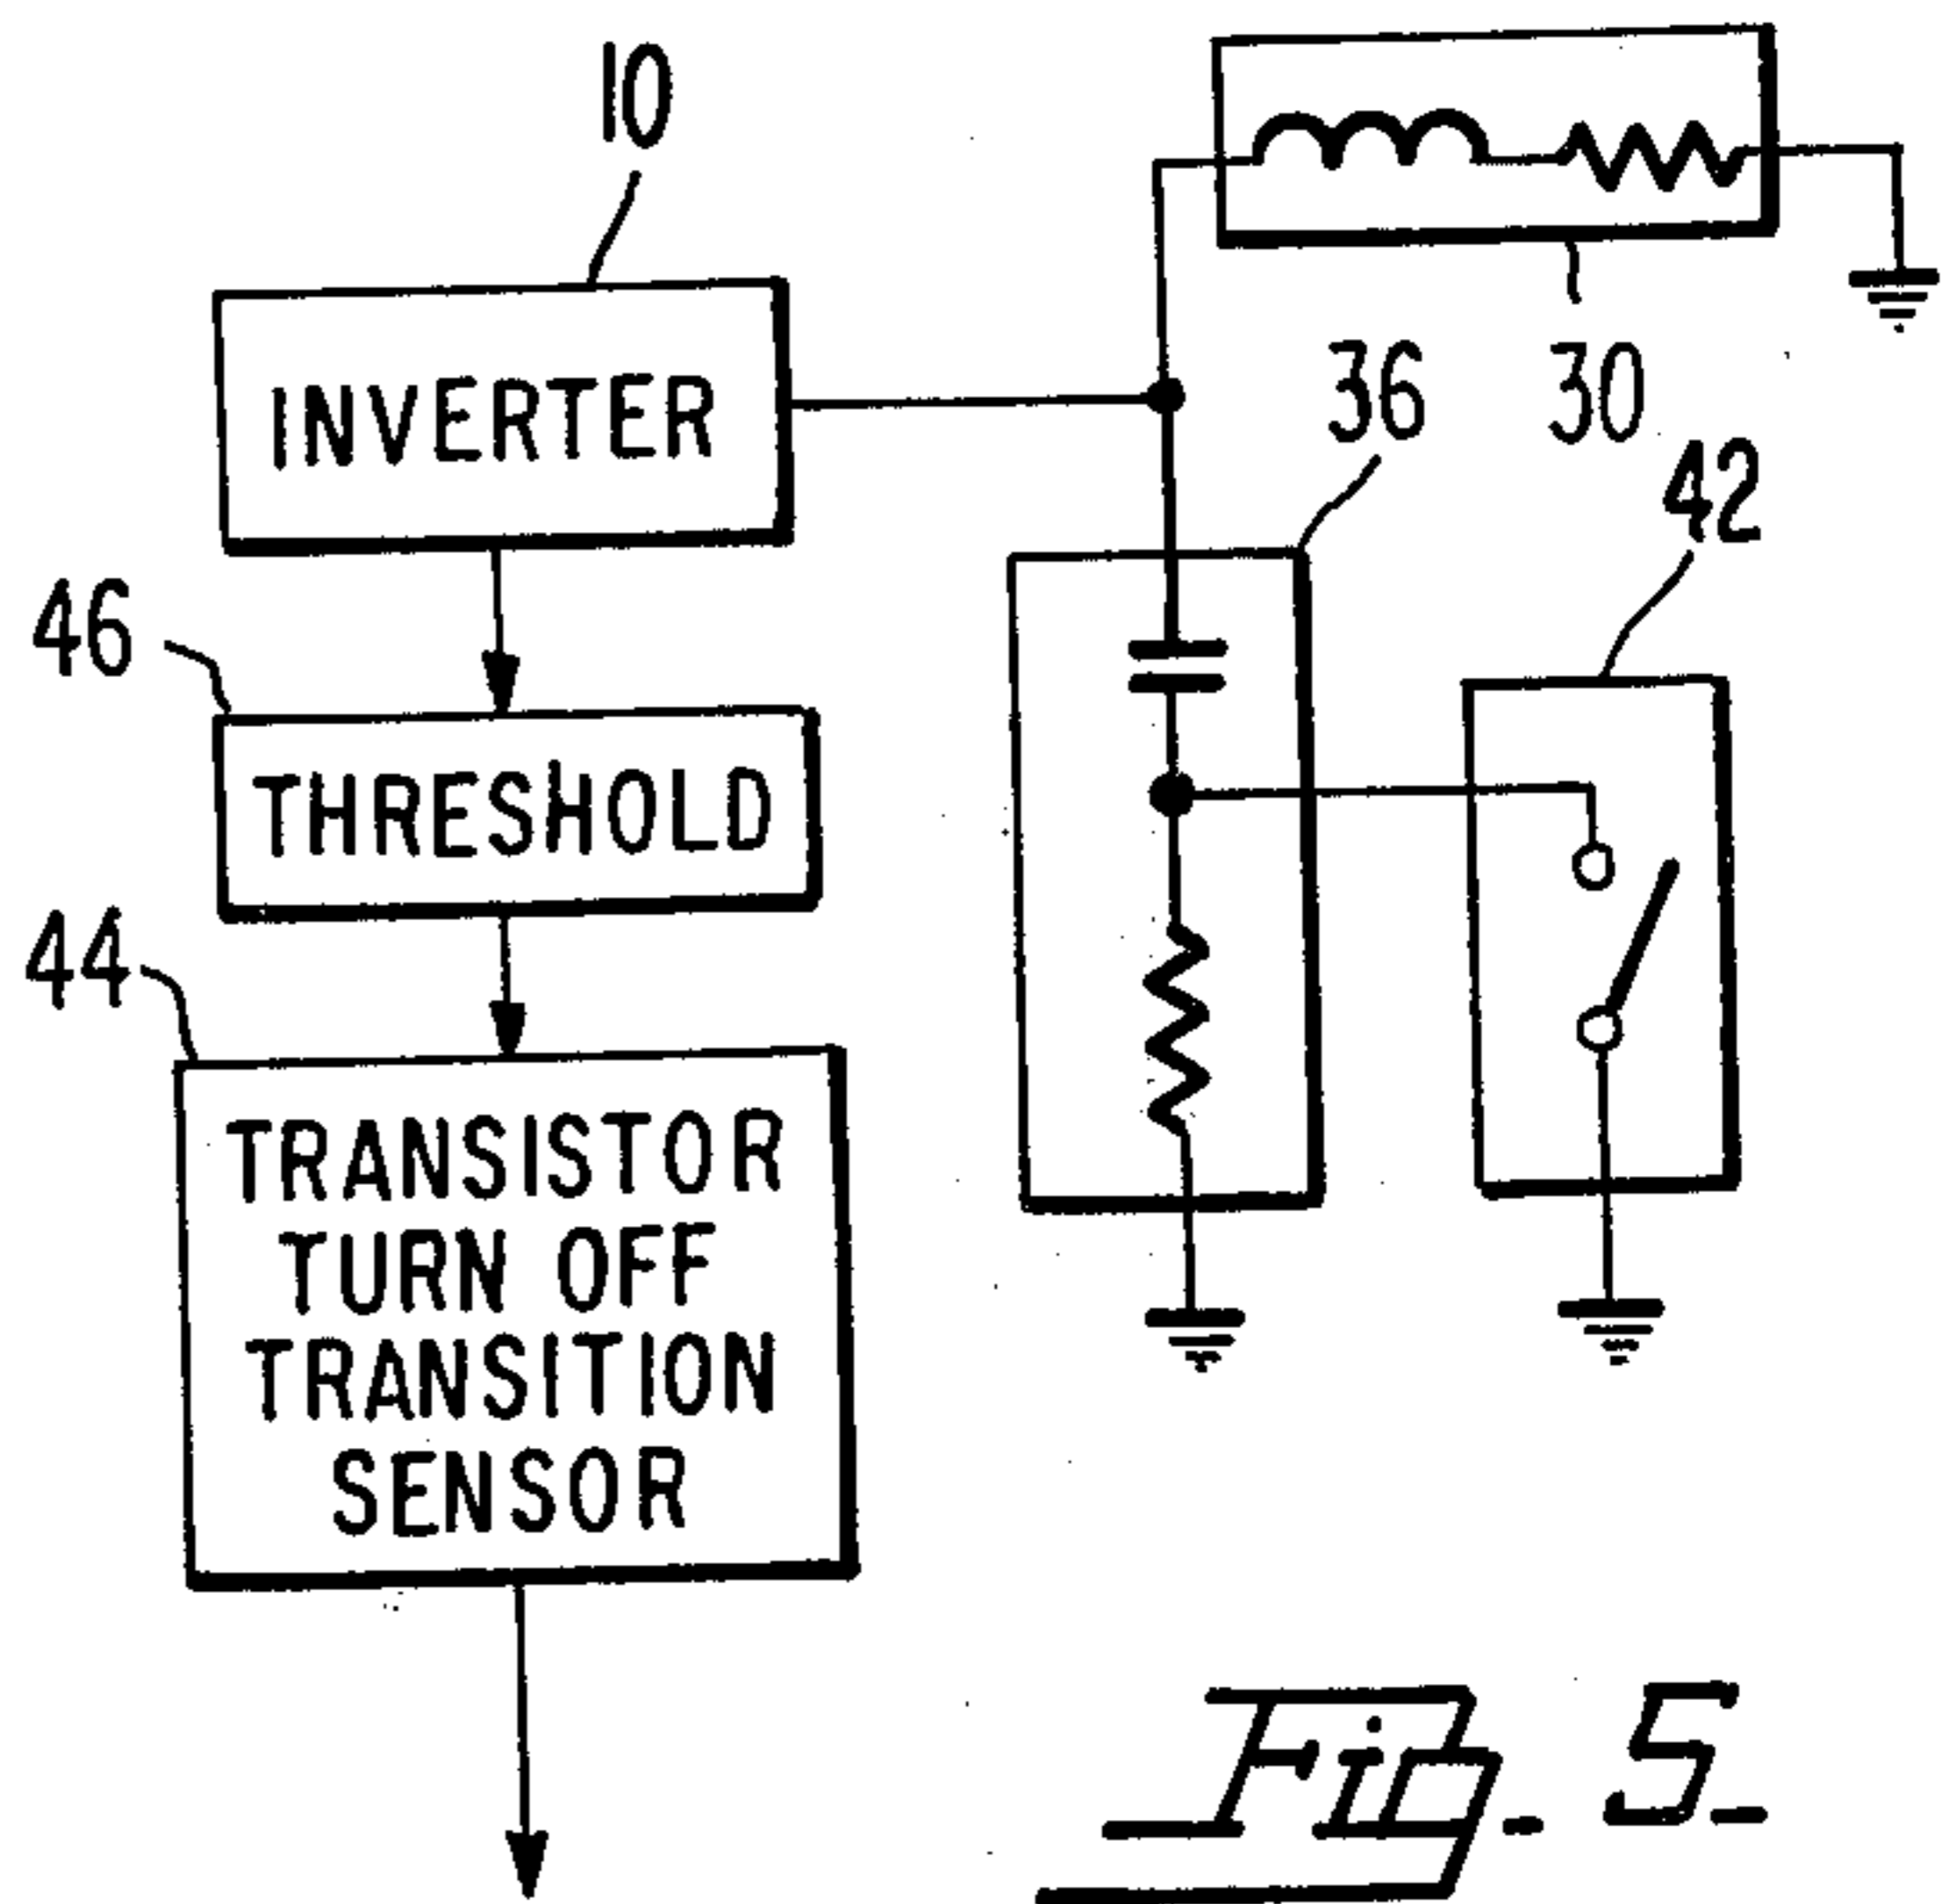 10
INVERTER
36
30
42
46
THRESHOLD
44
TRANSISTOR
TURN OFF
TRANSITION
SENSOR
Fig. 5.